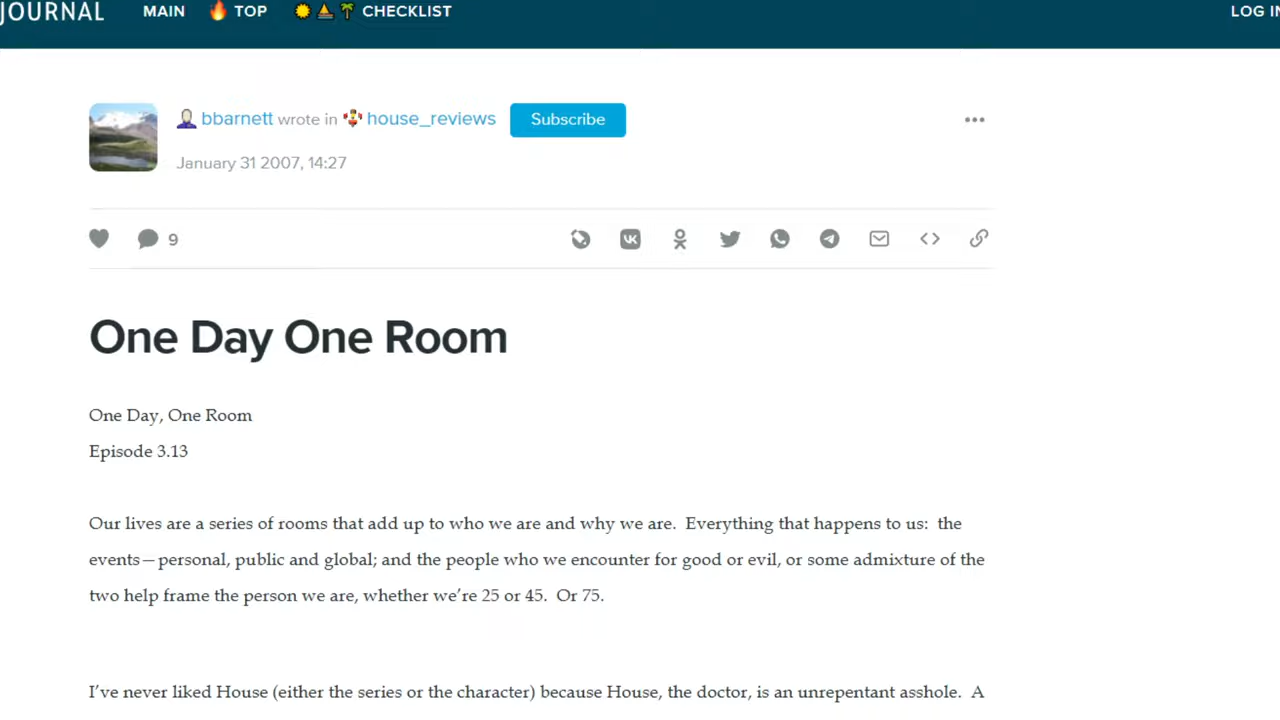 JOURNAL MAIN TOP CHECKLIST LOG IN
bbarnett wrote in house_reviews Subscribe
January 31 2007, 14:27
9
One Day One Room
One Day, One Room
Episode 3.13
Our lives are a series of rooms that add up to who we are and why we are.  Everything that happens to us:  the
events—personal, public and global; and the people who we encounter for good or evil, or some admixture of the
two help frame the person we are, whether we're 25 or 45.  Or 75.
I've never liked House (either the series or the character) because House, the doctor, is an unrepentant asshole.  A